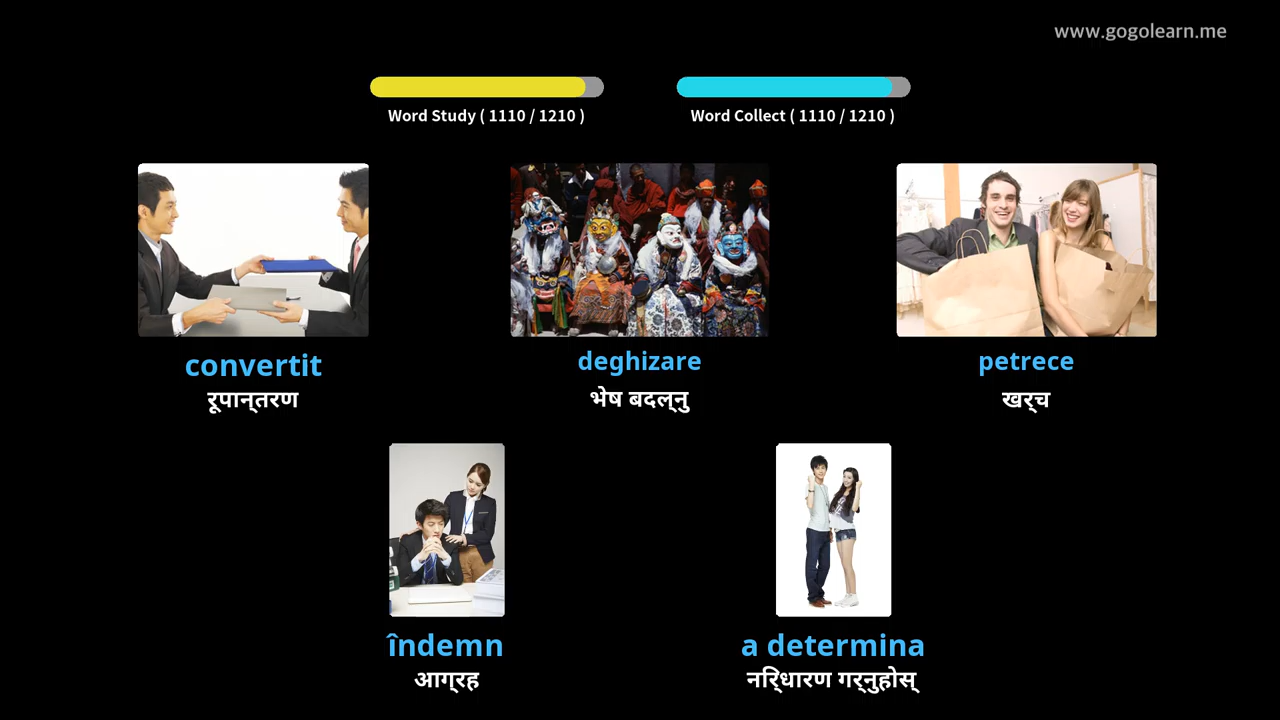 www.gogolearn.me
Word Study ( 1110 / 1210 )
Word Collect ( 1110 / 1210 )
convertit
रूपान्तरण
deghizare
भेष बदल्नु
petrece
खर्च
îndemn
आग्रह
a determina
निर्धारण गर्नुहोस्